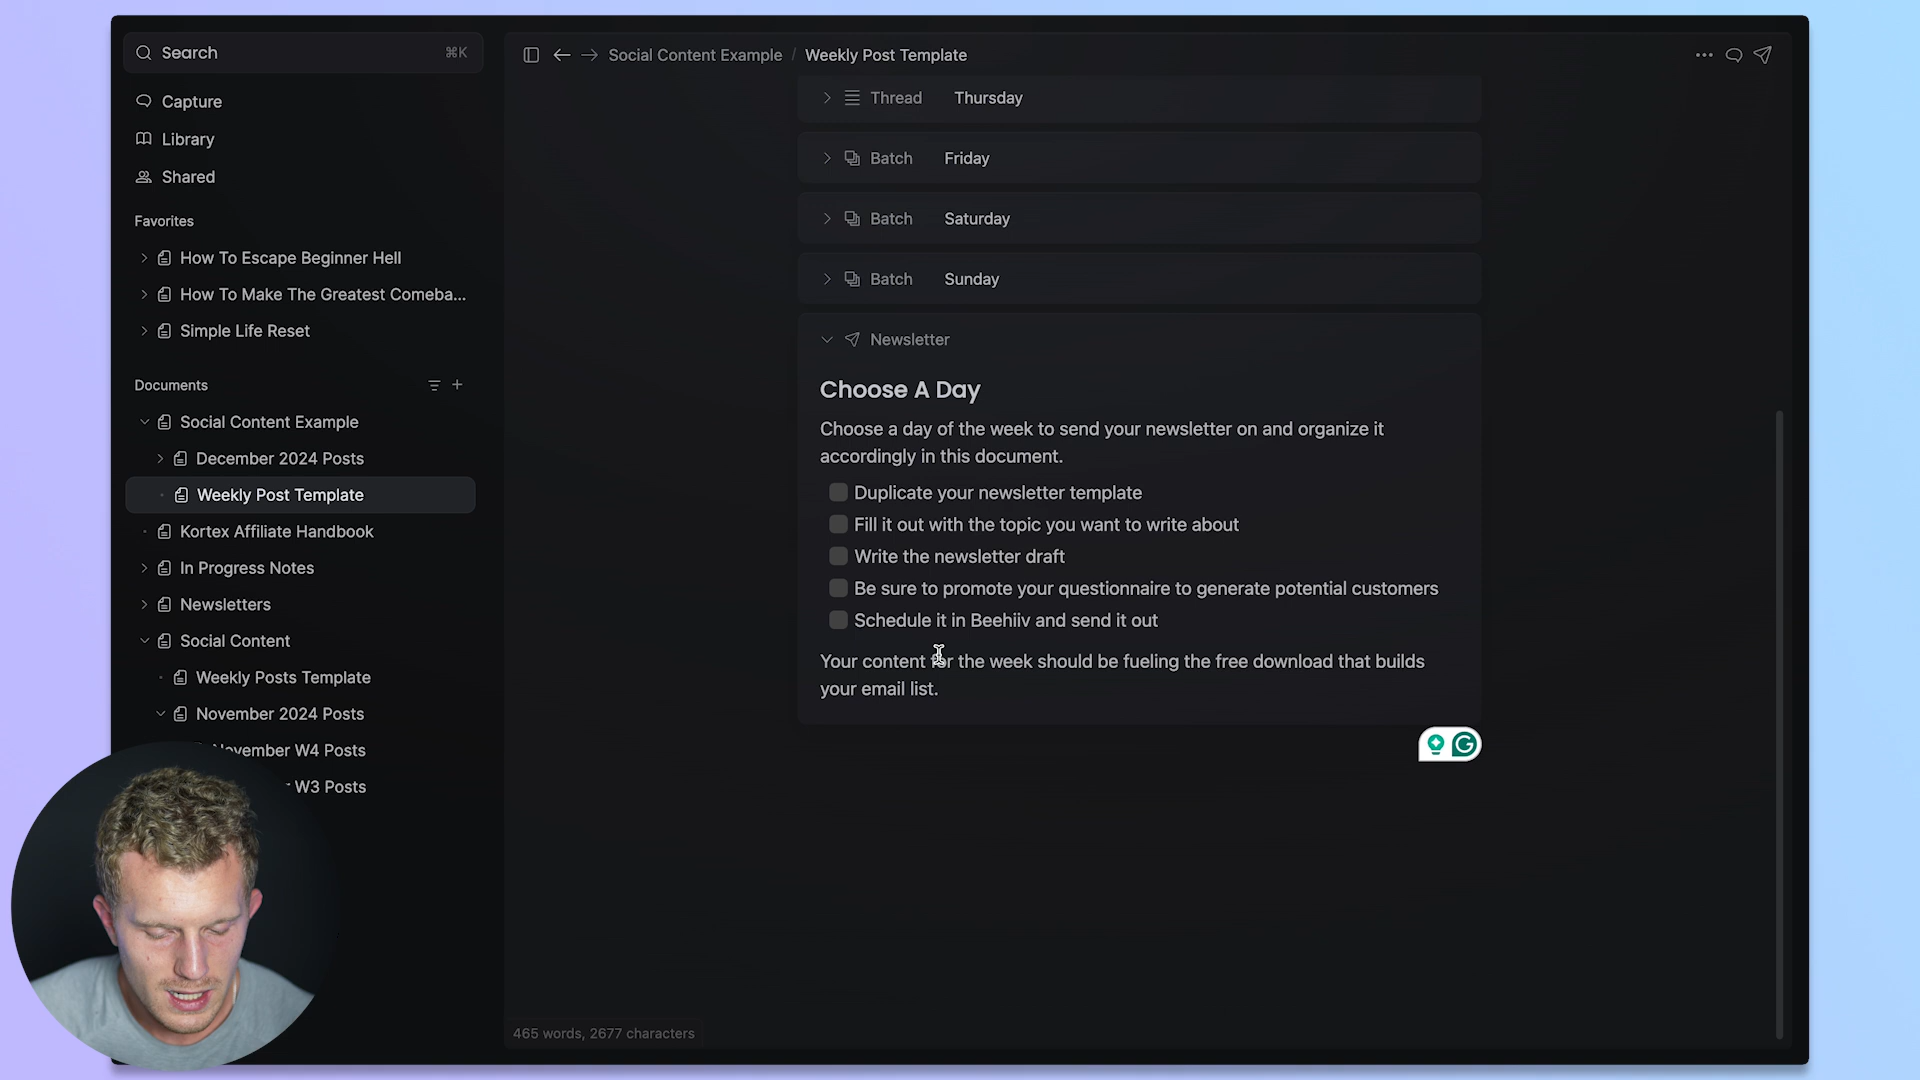 Search ⌘K
Capture
Library
Shared
Favorites
How To Escape Beginner Hell
How To Make The Greatest Comeba...
Simple Life Reset
Documents
Social Content Example
December 2024 Posts
Weekly Post Template
Kortex Affiliate Handbook
In Progress Notes
Newsletters
Social Content
Weekly Posts Template
November 2024 Posts
November W4 Posts
W3 Posts
Social Content Example / Weekly Post Template
Thread Thursday
Batch Friday
Batch Saturday
Batch Sunday
Newsletter
Choose A Day
Choose a day of the week to send your newsletter on and organize it
accordingly in this document.
Duplicate your newsletter template
Fill it out with the topic you want to write about
Write the newsletter draft
Be sure to promote your questionnaire to generate potential customers
Schedule it in Beehiiv and send it out
Your content for the week should be fueling the free download that builds
your email list.
465 words, 2677 characters